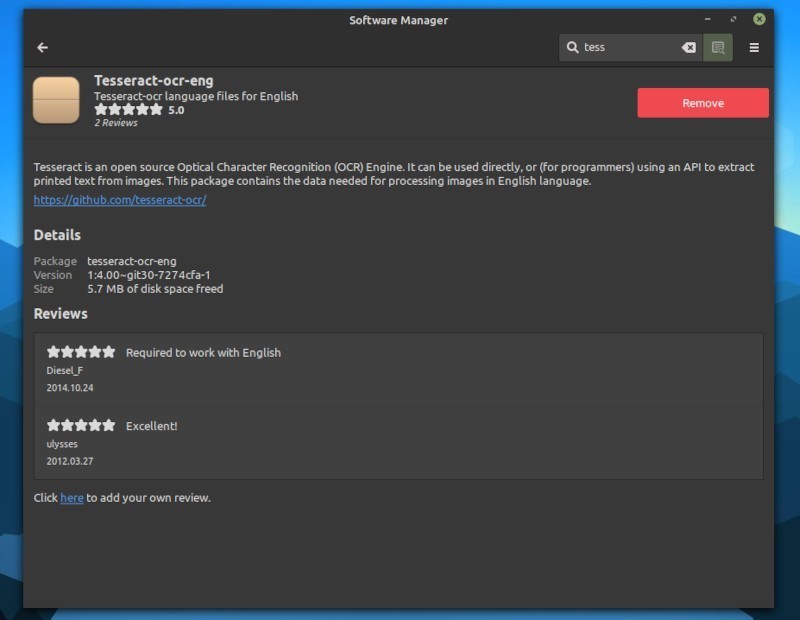 Software Manager
tess
Tesseract-ocr-eng
Tesseract-ocr language files for English
5.0
2 Reviews
Remove
Tesseract is an open source Optical Character Recognition (OCR) Engine. It can be used directly, or (for programmers) using an API to extract
printed text from images. This package contains the data needed for processing images in English language.
https://github.com/tesseract-ocr/
Details
Package tesseract-ocr-eng
Version 1:4.00~git30-7274cfa-1
Size 5.7 MB of disk space freed
Reviews
Required to work with English
Diesel_F
2014.10.24
Excellent!
ulysses
2012.03.27
Click here to add your own review.